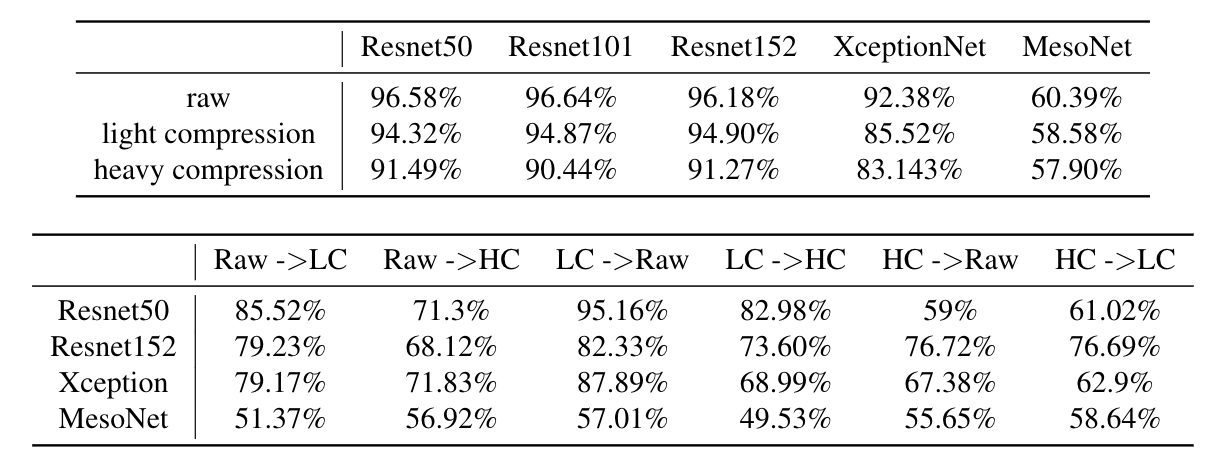 Resnet50 Resnet101 Resnet152 XceptionNet MesoNet
raw 96.58% 96.64% 96.18% 92.38% 60.39%
light compression 94.32% 94.87% 94.90% 85.52% 58.58%
heavy compression 91.49% 90.44% 91.27% 83.143% 57.90%
Raw ->LC Raw ->HC LC ->Raw LC ->HC HC ->Raw HC ->LC
Resnet50 85.52% 71.3% 95.16% 82.98% 59% 61.02%
Resnet152 79.23% 68.12% 82.33% 73.60% 76.72% 76.69%
Xception 79.17% 71.83% 87.89% 68.99% 67.38% 62.9%
MesoNet 51.37% 56.92% 57.01% 49.53% 55.65% 58.64%